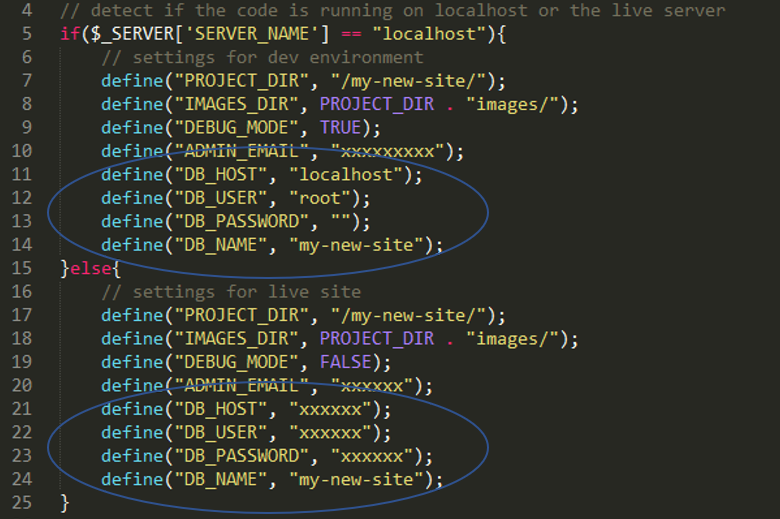 4 // detect if the code is running on localhost or the live server
5 if($_SERVER['SERVER_NAME'] == "localhost"){
6 // settings for dev environment
7 define("PROJECT_DIR", "/my-new-site/");
8 define("IMAGES_DIR", PROJECT_DIR . "images/");
9 define("DEBUG_MODE", TRUE);
10 define("ADMIN_EMAIL", "xxxxxxxxx");
11 define("DB_HOST", "localhost");
12 define("DB_USER", "root");
13 define("DB_PASSWORD", "");
14 define("DB_NAME", "my-new-site");
15 }else{
16 // settings for live site
17 define("PROJECT_DIR", "/my-new-site/");
18 define("IMAGES_DIR", PROJECT_DIR . "images/");
19 define("DEBUG_MODE", FALSE);
20 define("ADMIN_EMAIL", "xxxxxx");
21 define("DB_HOST", "xxxxxx");
22 define("DB_USER", "xxxxxx");
23 define("DB_PASSWORD", "xxxxxx");
24 define("DB_NAME", "my-new-site");
25 }